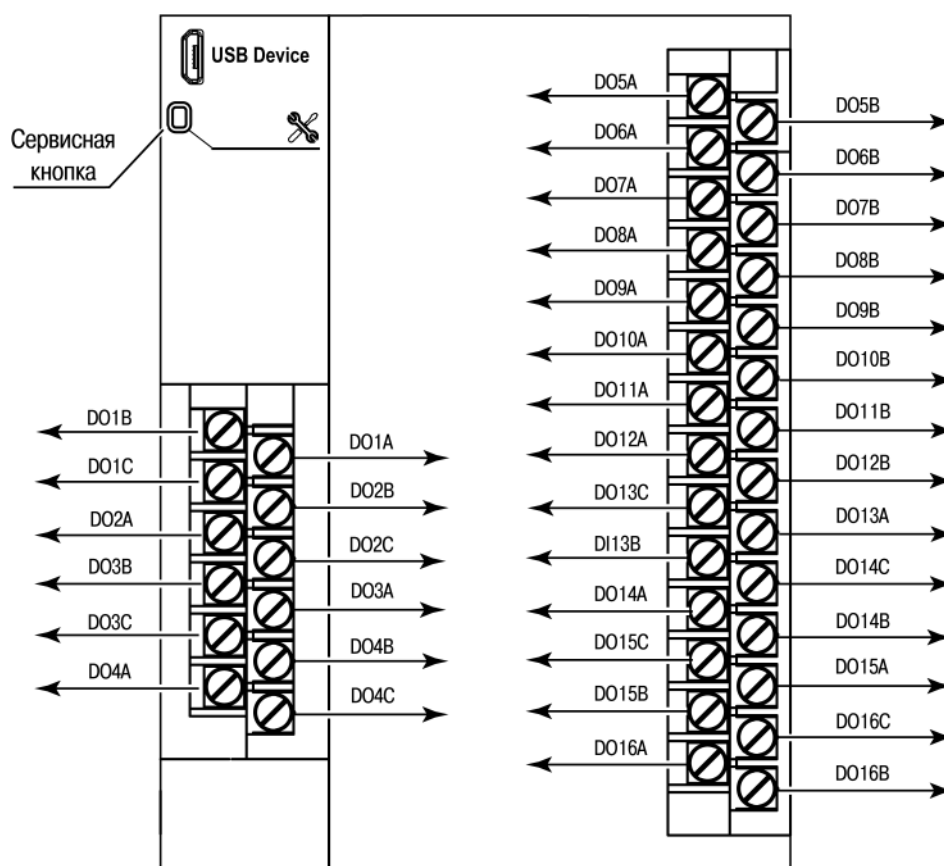 USB Device
Сервисная
кнопка
DO1B
DO1A
DO1C
DO2B
DO2A
DO2C
DO3B
DO3A
DO3C
DO4B
DO4A
DO4C
DO5A
DO5B
DO6A
DO6B
DO7A
DO7B
DO8A
DO8B
DO9A
DO9B
DO10A
DO10B
DO11A
DO11B
DO12A
DO12B
DO13C
DO13A
DI13B
DO14C
DO14A
DO14B
DO15C
DO15A
DO15B
DO16C
DO16A
DO16B